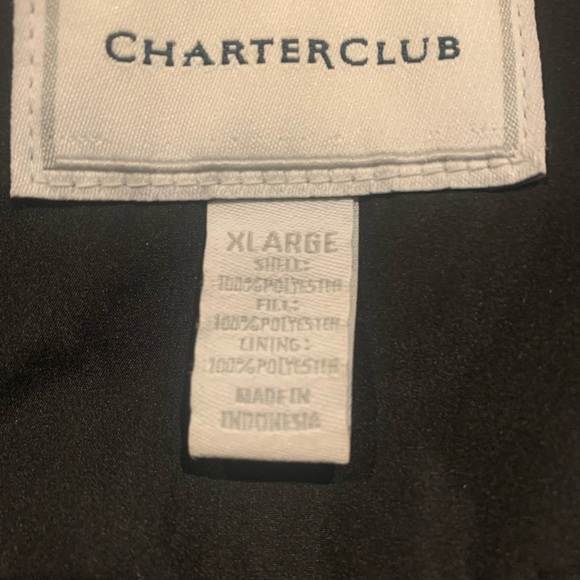 CHARTERCLUB
XLARGE
SHELL:
100%POLYESTER
FILL:
100%POLYESTER
LINING:
100%POLYESTER
MADE IN
INDONESIA